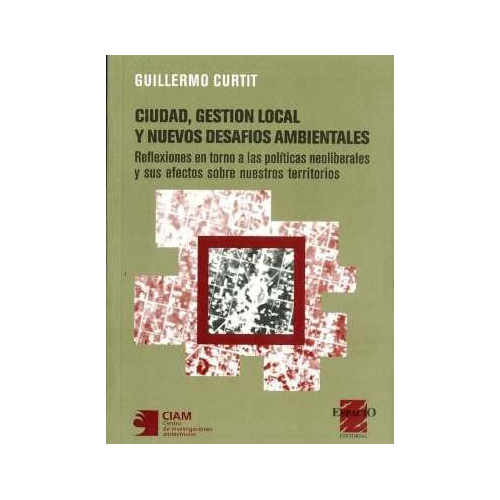 GUILLERMO CURTIT
CIUDAD, GESTION LOCAL
Y NUEVOS DESAFIOS AMBIENTALES
Reflexiones en torno a las políticas neoliberales
y sus efectos sobre nuestros territorios
CIAM
Centro
de investigaciones
ambientales
ESPACIO
EDITORIAL